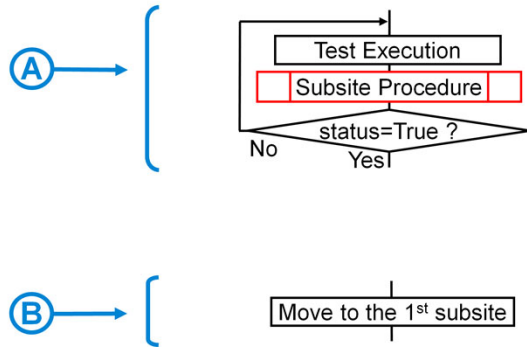 A
Test Execution
Subsite Procedure
status=True ?
No
Yes
B
Move to the 1st subsite